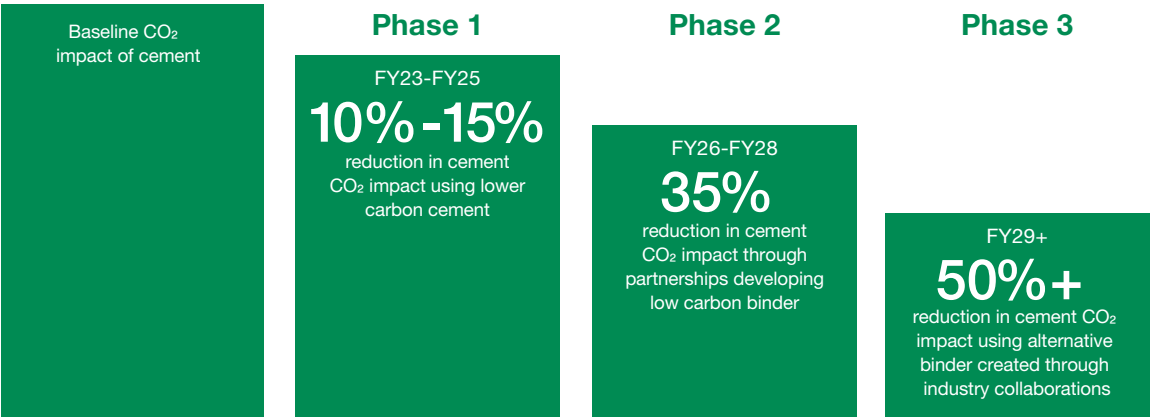 Baseline CO₂
impact of cement
Phase 1
FY23-FY25
10%-15%
reduction in cement
CO₂ impact using lower
carbon cement
Phase 2
FY26-FY28
35%
reduction in cement
CO₂ impact through
partnerships developing
low carbon binder
Phase 3
FY29+
50%+
reduction in cement CO₂
impact using alternative
binder created through
industry collaborations